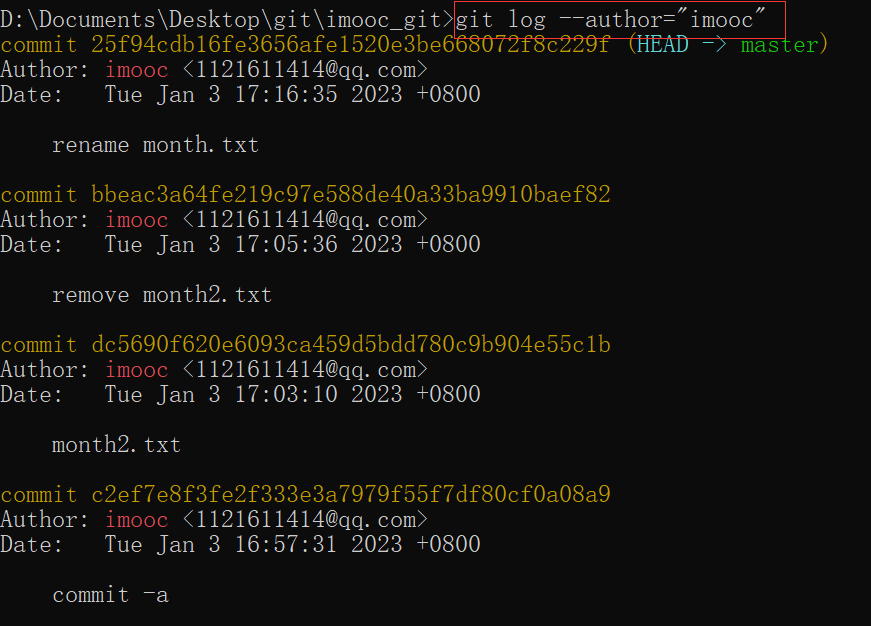 D:\Documents\Desktop\git\imooc_git>git log --author="imooc"
commit 25f94cdb16fe3656afe1520e3be668072f8c229f (HEAD -> master)
Author: imooc <1121611414@qq.com>
Date:   Tue Jan 3 17:16:35 2023 +0800
    rename month.txt
commit bbeac3a64fe219c97e588de40a33ba9910baef82
Author: imooc <1121611414@qq.com>
Date:   Tue Jan 3 17:05:36 2023 +0800
    remove month2.txt
commit dc5690f620e6093ca459d5bdd780c9b904e55c1b
Author: imooc <1121611414@qq.com>
Date:   Tue Jan 3 17:03:10 2023 +0800
    month2.txt
commit c2ef7e8f3fe2f333e3a7979f55f7df80cf0a08a9
Author: imooc <1121611414@qq.com>
Date:   Tue Jan 3 16:57:31 2023 +0800
    commit -a